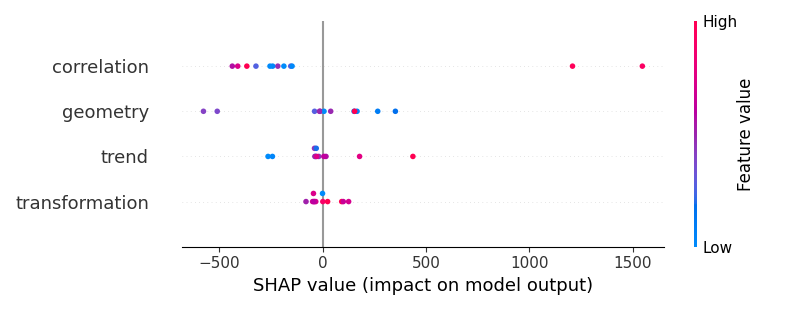 High
correlation
geometry
trend
transformation
Feature value
Low
−500 0 500 1000 1500
SHAP value (impact on model output)